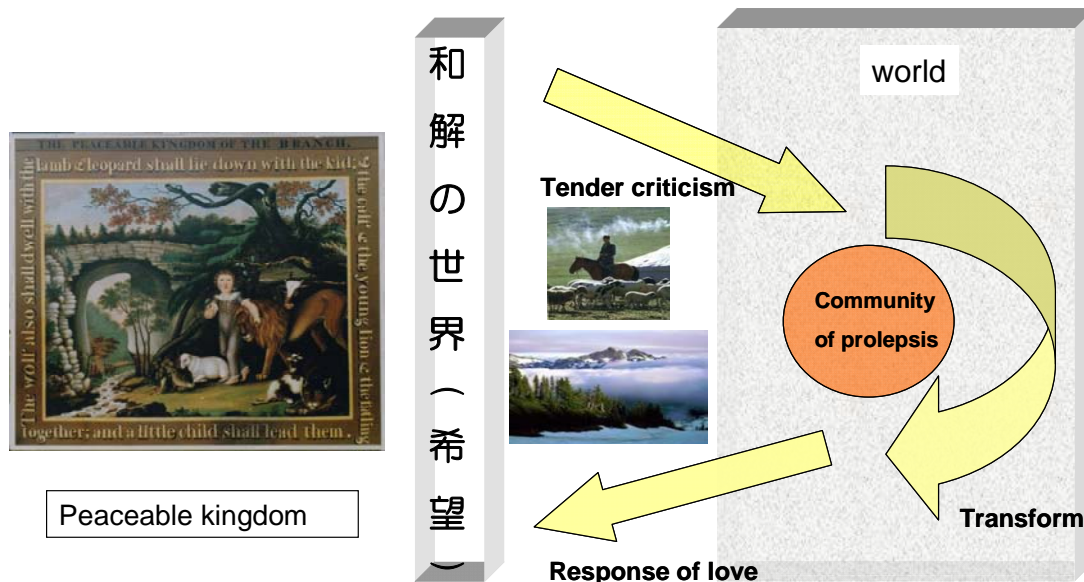 THE PEACEABLE KINGDOM OF THE BRANCH.
The wolf also shall dwell with the
lamb & leopard shall lie down with the kid; &
the calf & the young lion & the fatling
together; and a little child shall lead them.
Peaceable kingdom
和解の世界（希望）
Tender criticism
Response of love
world
Community
of prolepsis
Transform